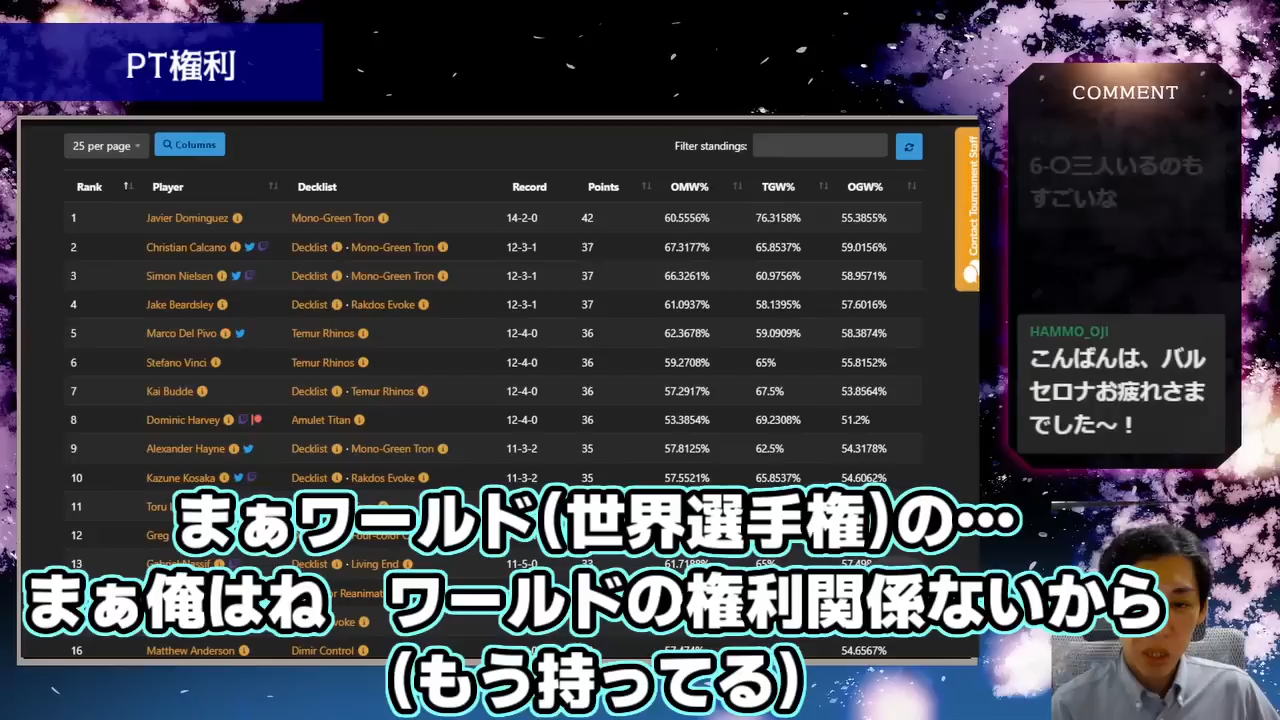 PT権利
COMMENT
6-〇三人いるのも
すごいな
HAMMO_OJI
こんばんは、バル
セロナお疲れさま
でした〜！
25 per page
Columns
Filter standings:
Contact Tournament Staff
Rank Player Decklist Record Points OMW% TGW% OGW%
1 Javier Dominguez Mono-Green Tron 14-2-0 42 60.5556% 76.3158% 55.3855%
2 Christian Calcano Decklist • Mono-Green Tron 12-3-1 37 67.3177% 65.8537% 59.0156%
3 Simon Nielsen Decklist • Mono-Green Tron 12-3-1 37 66.3261% 60.9756% 58.9571%
4 Jake Beardsley Decklist • Rakdos Evoke 12-3-1 37 61.0937% 58.1395% 57.6016%
5 Marco Del Pivo Temur Rhinos 12-4-0 36 62.3678% 59.0909% 58.3874%
6 Stefano Vinci Temur Rhinos 12-4-0 36 59.2708% 65% 55.8152%
7 Kai Budde Decklist • Temur Rhinos 12-4-0 36 57.2917% 67.5% 53.8564%
8 Dominic Harvey Amulet Titan 12-4-0 36 53.3854% 69.2308% 51.2%
9 Alexander Hayne Decklist • Mono-Green Tron 11-3-2 35 57.8125% 62.5% 54.3178%
10 Kazune Kosaka Decklist • Rakdos Evoke 11-3-2 35 57.5521% 65.8537% 54.6062%
11 Toru
12 Greg
13 Gabriel Nassif Decklist • Living End 11-5-0 33 61.7188% 65%
16 Matthew Anderson Dimir Control 54.6567%
まぁワールド(世界選手権)の…
まぁ俺はね　ワールドの権利関係ないから
(もう持ってる)